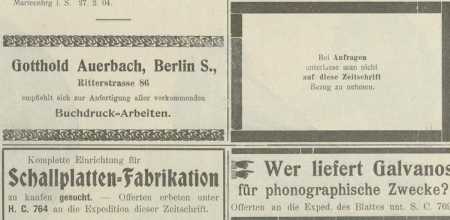 Marienbrg i. S. 27. 2. 04.
Gotthold Auerbach, Berlin S.,
Ritterstrasse 86
empfiehlt sich zur Anfertigung aller vorkommenden
Buchdruck-Arbeiten.
Bei Anfragen
unterlasse man nicht
auf diese Zeitschrift
Bezug zu nehmen.
Komplette Einrichtung für
Schallplatten-Fabrikation
zu kaufen gesucht. — Offerten erbeten unter
H. C. 764 an die Expedition dieser Zeitschrift.
Wer liefert Galvanos
für phonographische Zwecke?
Offerten an die Exped. des Blattes unt. S. C. 769